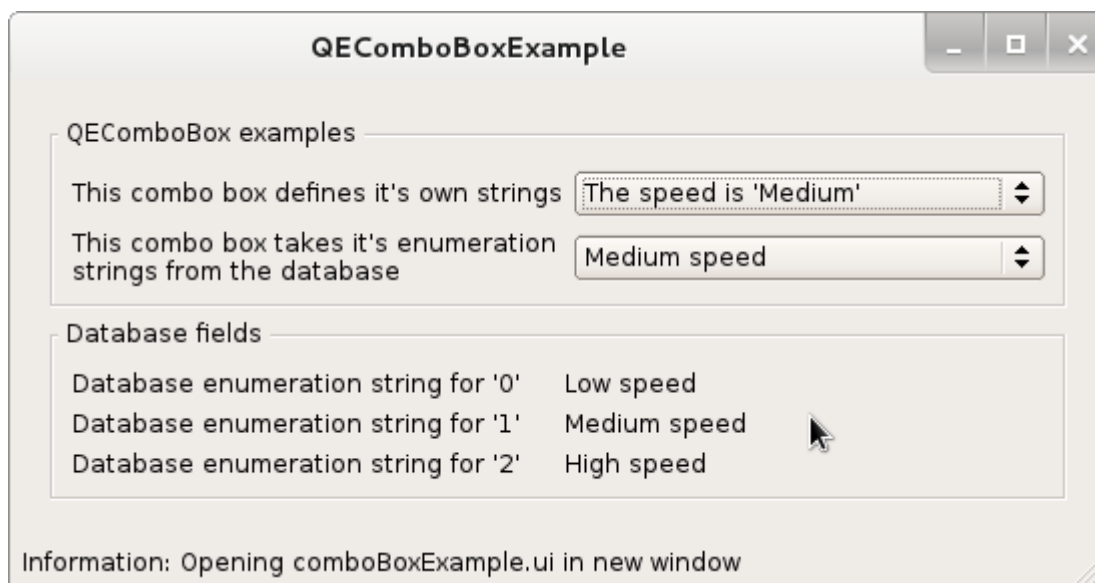 QEComboBoxExample
QEComboBox examples
This combo box defines it's own strings The speed is 'Medium'
This combo box takes it's enumeration
strings from the database Medium speed
Database fields
Database enumeration string for '0' Low speed
Database enumeration string for '1' Medium speed
Database enumeration string for '2' High speed
Information: Opening comboBoxExample.ui in new window